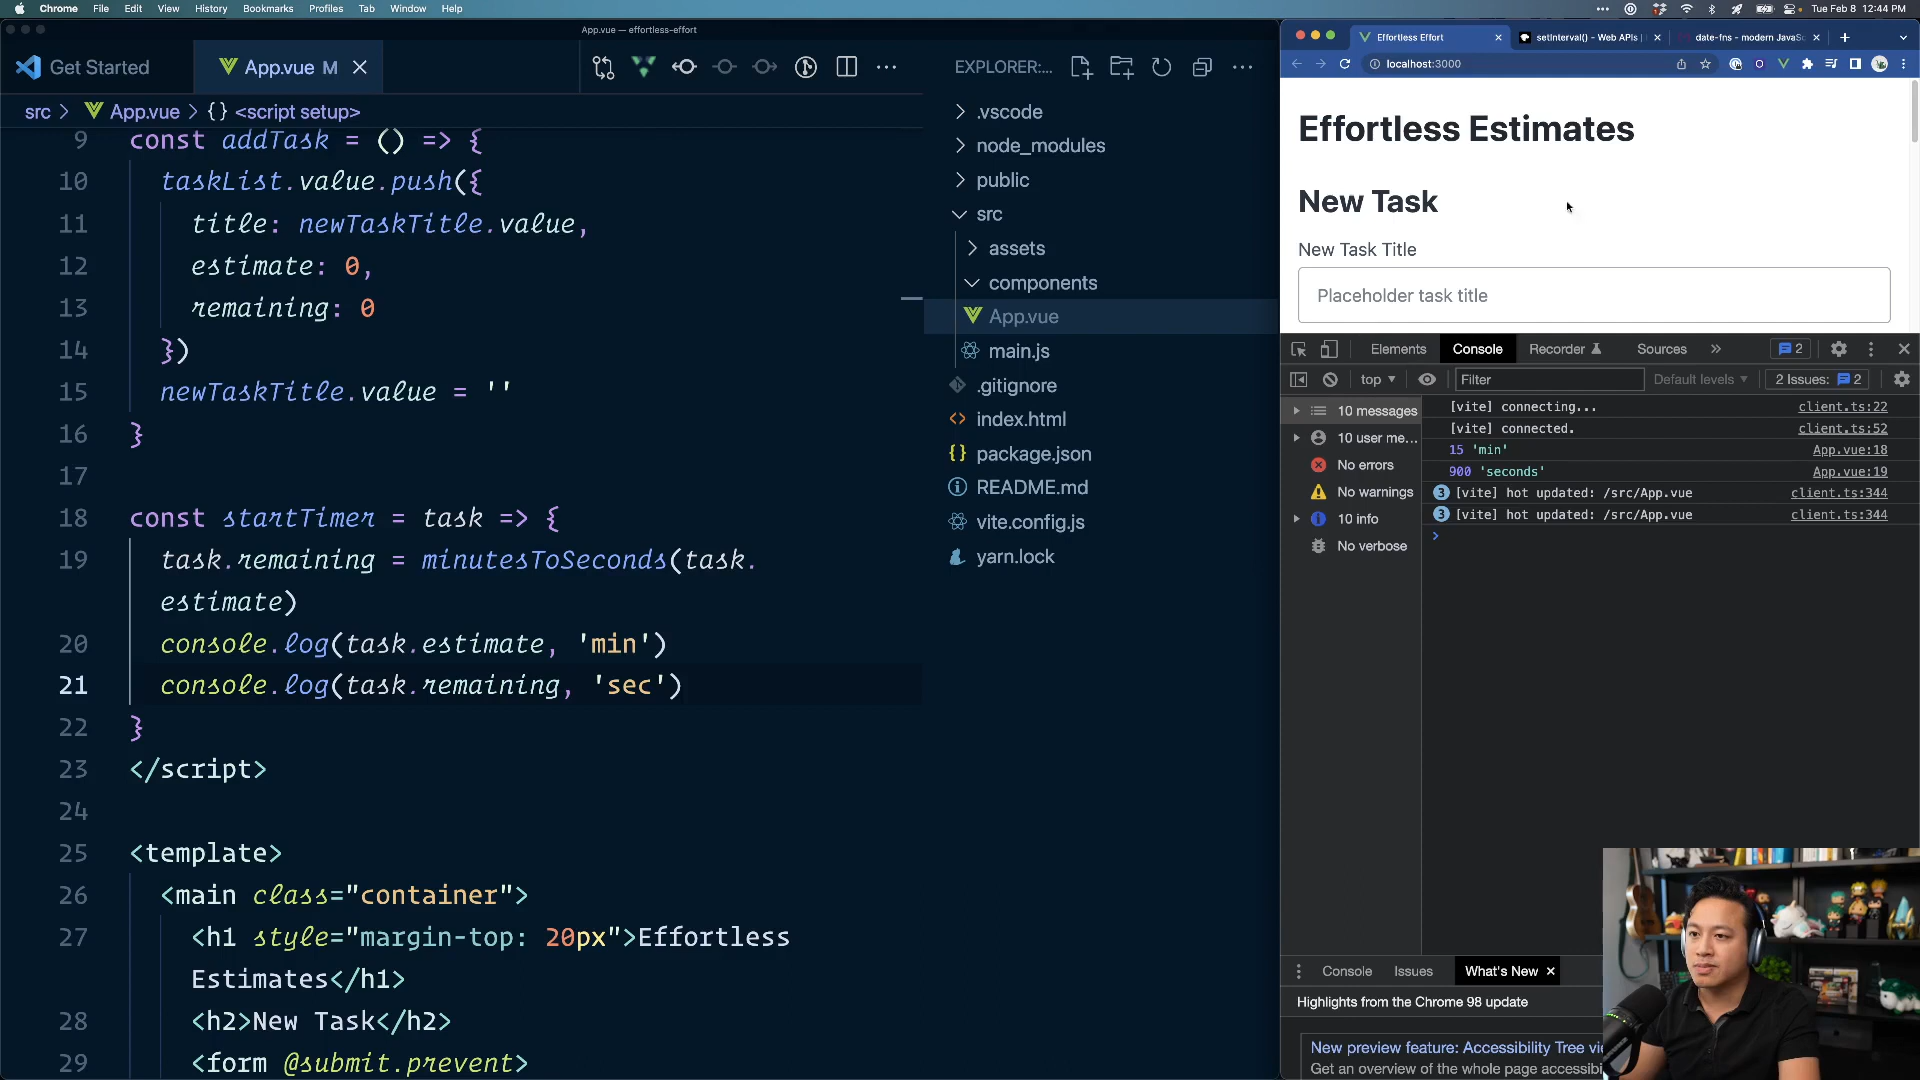 Chrome File Edit View History Bookmarks Profiles Tab Window Help
Tue Feb 8 12:44 PM
App.vue — effortless-effort
Get Started
App.vue M
src > App.vue > {} <script setup>
9 const addTask = () => {
10 taskList.value.push({
11 title: newTaskTitle.value,
12 estimate: 0,
13 remaining: 0
14 })
15 newTaskTitle.value = ''
16 }
17
18 const startTimer = task => {
19 task.remaining = minutesToSeconds(task.
estimate)
20 console.log(task.estimate, 'min')
21 console.log(task.remaining, 'sec')
22 }
23 </script>
24
25 <template>
26 <main class="container">
27 <h1 style="margin-top: 20px">Effortless
Estimates</h1>
28 <h2>New Task</h2>
29 <form @submit.prevent>
EXPLORER:...
.vscode
node_modules
public
src
assets
components
App.vue
main.js
.gitignore
index.html
package.json
README.md
vite.config.js
yarn.lock
Effortless Effort
setInterval() - Web APIs |
date-fns - modern JavaSc
localhost:3000
Effortless Estimates
New Task
New Task Title
Placeholder task title
Elements Console Recorder Sources » 2
top Filter Default levels 2 Issues: 2
10 messages
10 user me...
No errors
No warnings
10 info
No verbose
[vite] connecting... client.ts:22
[vite] connected. client.ts:52
15 'min' App.vue:18
900 'seconds' App.vue:19
3 [vite] hot updated: /src/App.vue client.ts:344
3 [vite] hot updated: /src/App.vue client.ts:344
Console Issues What's New
Highlights from the Chrome 98 update
New preview feature: Accessibility Tree vi
Get an overview of the whole page accessibi